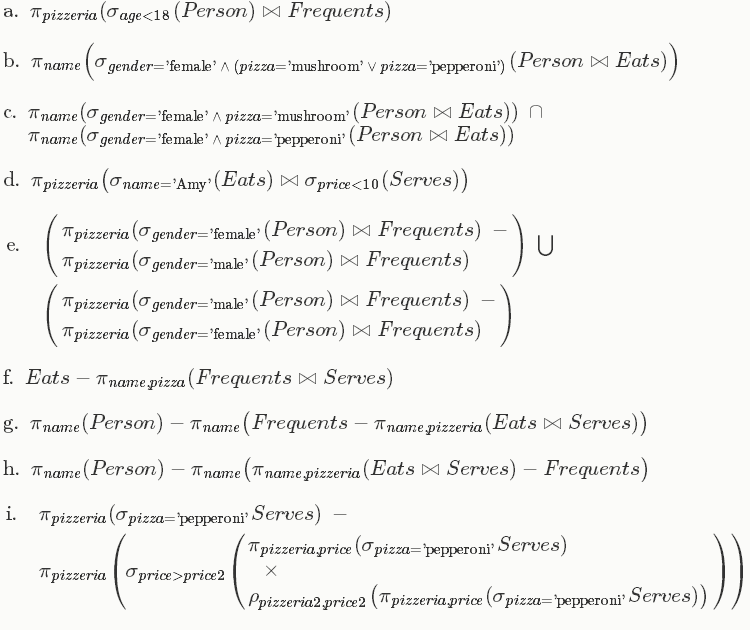 a. π_pizzeria(σ_age<18(Person) ⋈ Frequents)
b. π_name(σ_gender='female' ∧ (pizza='mushroom' ∨ pizza='pepperoni')(Person ⋈ Eats))
c. π_name(σ_gender='female' ∧ pizza='mushroom'(Person ⋈ Eats)) ∩
π_name(σ_gender='female' ∧ pizza='pepperoni'(Person ⋈ Eats))
d. π_pizzeria(σ_name='Amy'(Eats) ⋈ σ_price<10(Serves))
e. (π_pizzeria(σ_gender='female'(Person) ⋈ Frequents) −
π_pizzeria(σ_gender='male'(Person) ⋈ Frequents)) ⋃
(π_pizzeria(σ_gender='male'(Person) ⋈ Frequents) −
π_pizzeria(σ_gender='female'(Person) ⋈ Frequents))
f. Eats − π_name,pizza(Frequents ⋈ Serves)
g. π_name(Person) − π_name(Frequents − π_name,pizzeria(Eats ⋈ Serves))
h. π_name(Person) − π_name(π_name,pizzeria(Eats ⋈ Serves) − Frequents)
i. π_pizzeria(σ_pizza='pepperoni'Serves) −
π_pizzeria(σ_price>price2(π_pizzeria,price(σ_pizza='pepperoni'Serves)
×
ρ_pizzeria2,price2(π_pizzeria,price(σ_pizza='pepperoni'Serves))))